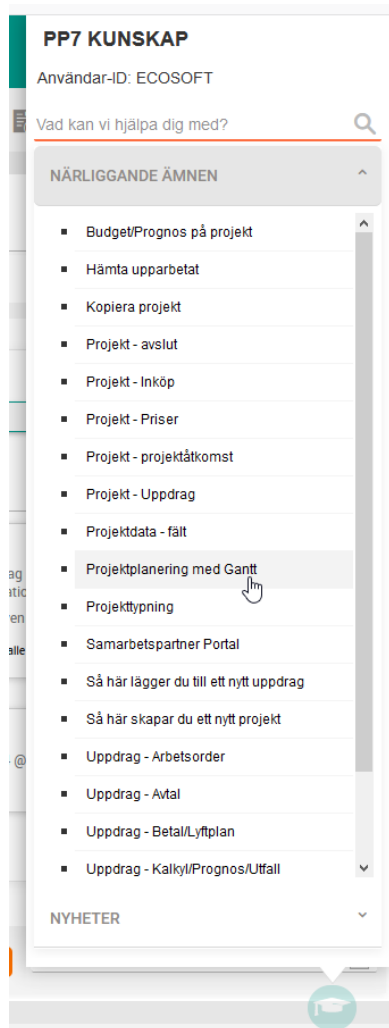 PP7 KUNSKAP
Användar-ID: ECOSOFT
Vad kan vi hjälpa dig med?
NÄRLIGGANDE ÄMNEN
Budget/Prognos på projekt
Hämta upparbetat
Kopiera projekt
Projekt - avslut
Projekt - Inköp
Projekt - Priser
Projekt - projektåtkomst
Projekt - Uppdrag
Projektdata - fält
Projektplanering med Gantt
Projekttypning
Samarbetspartner Portal
Så här lägger du till ett nytt uppdrag
Så här skapar du ett nytt projekt
Uppdrag - Arbetsorder
Uppdrag - Avtal
Uppdrag - Betal/Lyftplan
Uppdrag - Kalkyl/Prognos/Utfall
NYHETER